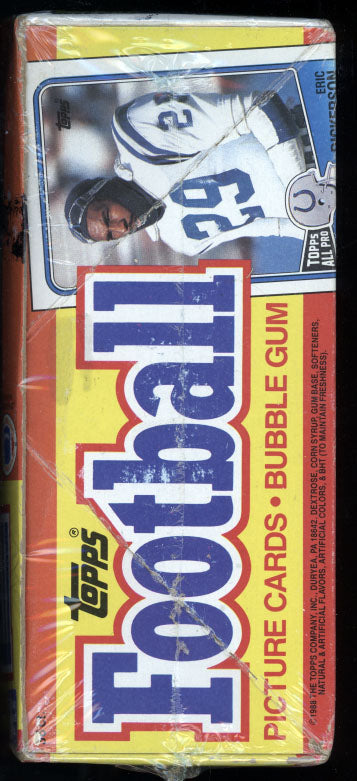 TOPPS®
Football
PICTURE CARDS • BUBBLE GUM
© 1988 THE TOPPS COMPANY, INC., DURYEA, PA 18642. DEXTROSE, CORN SYRUP, GUM BASE, SOFTENERS,
NATURAL & ARTIFICIAL FLAVORS, ARTIFICIAL COLORS, & BHT (TO MAINTAIN FRESHNESS).
TOPPS
29
29
ERIC
DICKERSON
TOPPS
ALL PRO